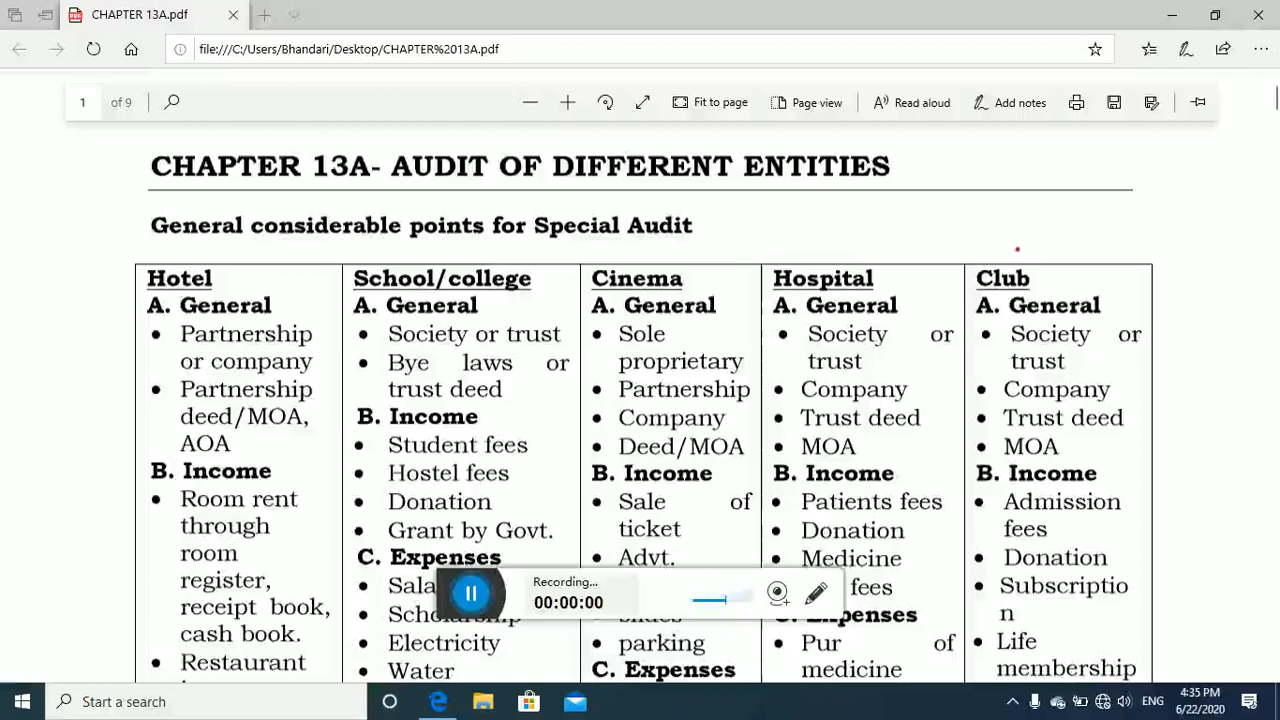 CHAPTER 13A.pdf
file:///C:/Users/Bhandari/Desktop/CHAPTER%2013A.pdf
1 of 9
Fit to page
Page view
Read aloud
Add notes
CHAPTER 13A- AUDIT OF DIFFERENT ENTITIES
General considerable points for Special Audit
Hotel
A. General
• Partnership
or company
• Partnership
deed/MOA,
AOA
B. Income
• Room rent
through
room
register,
receipt book,
cash book.
• Restaurant
School/college
A. General
• Society or trust
• Bye laws or
trust deed
B. Income
• Student fees
• Hostel fees
• Donation
• Grant by Govt.
C. Expenses
•
•
• Electricity
• Water
Cinema
A. General
• Sole
proprietary
• Partnership
• Company
• Deed/MOA
B. Income
• Sale of
ticket
• Advt.
• parking
C. Expenses
Hospital
A. General
• Society or
trust
• Company
• Trust deed
• MOA
B. Income
• Patients fees
• Donation
• Medicine
fees
Expenses
• Pur of
medicine
Club
A. General
• Society or
trust
• Company
• Trust deed
• MOA
B. Income
• Admission
fees
• Donation
• Subscriptio
n
• Life
membership
Recording...
00:00:00
Start a search
ENG
4:35 PM
6/22/2020